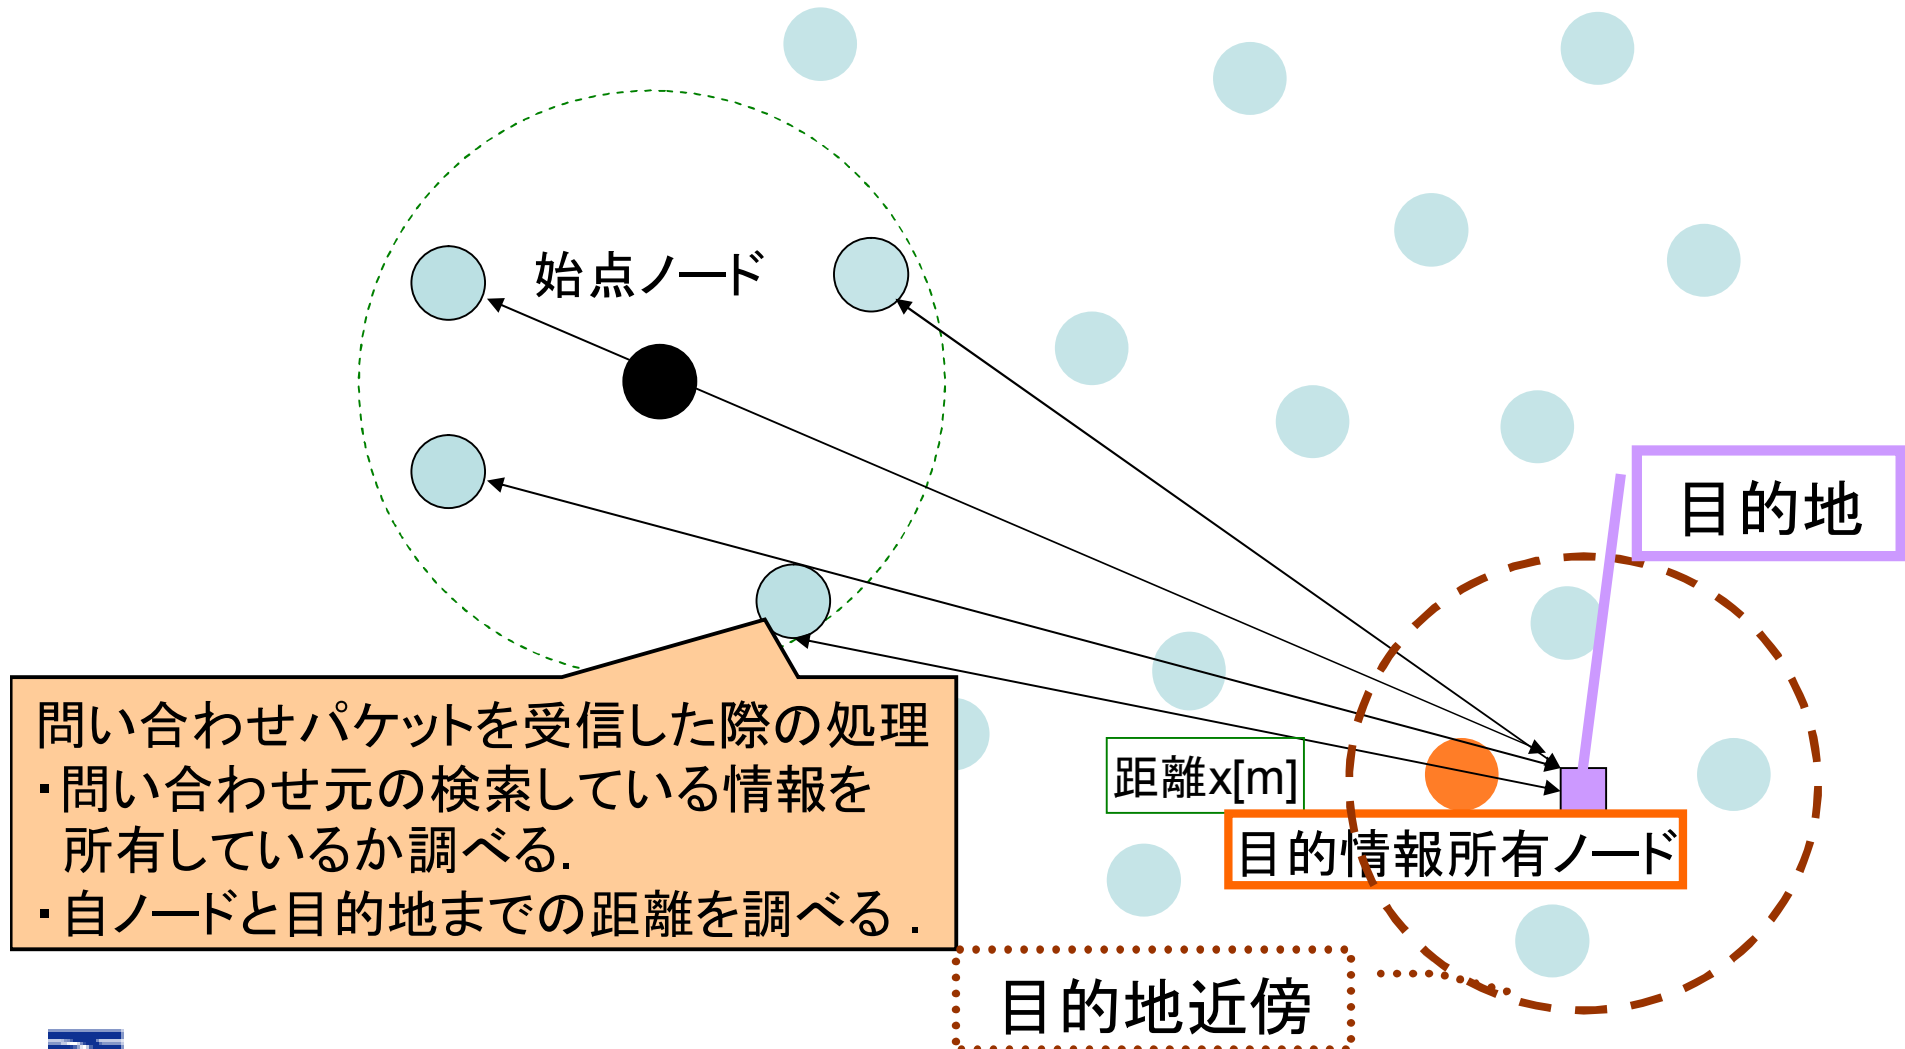 始点ノード
目的地
問い合わせパケットを受信した際の処理
・問い合わせ元の検索している情報を
所有しているか調べる.
・自ノードと目的地までの距離を調べる .
距離x[m]
目的情報所有ノード
目的地近傍